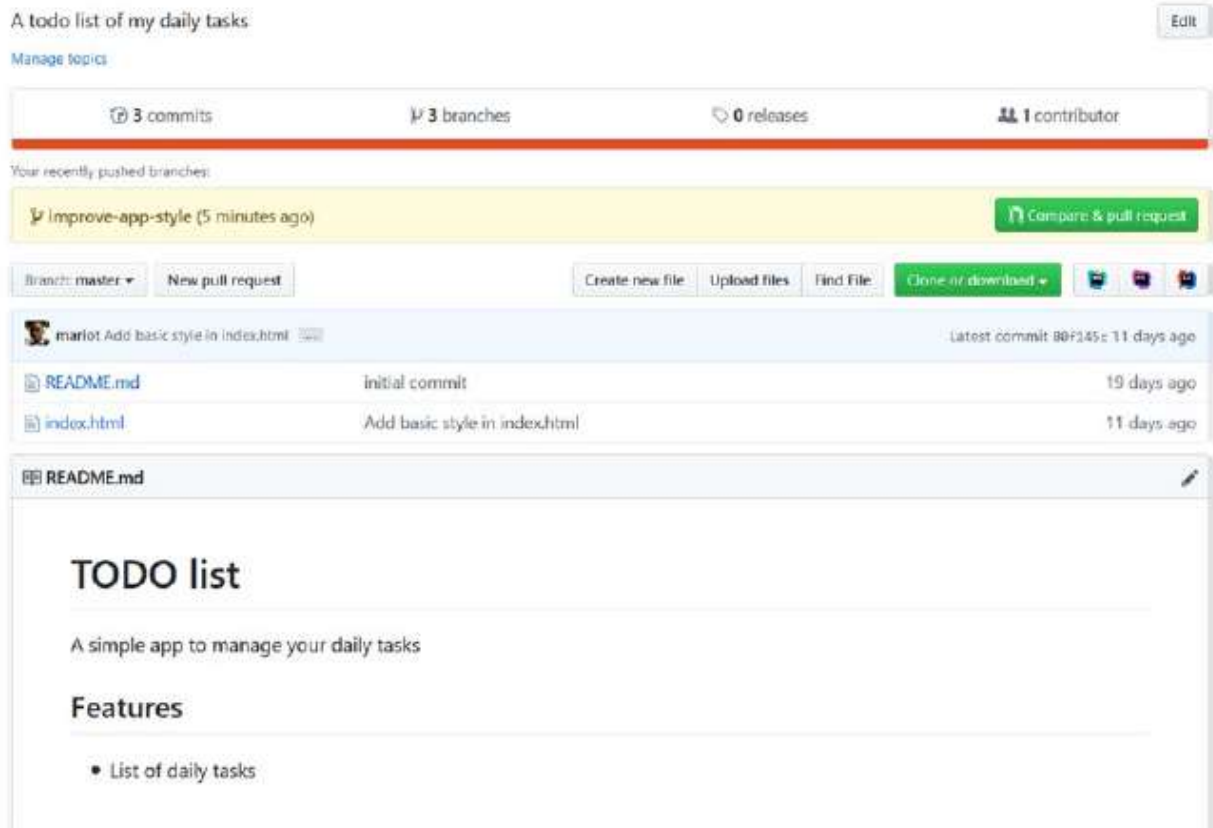 A todo list of my daily tasks
Edit
Manage topics
3 commits 3 branches 0 releases 1 contributor
Your recently pushed branches:
improve-app-style (5 minutes ago) Compare & pull request
Branch: master New pull request Create new file Upload files Find File Clone or download
mariot Add basic style in index.html Latest commit 11 days ago
README.md initial commit 19 days ago
index.html Add basic style in index.html 11 days ago
README.md
TODO list
A simple app to manage your daily tasks
Features
• List of daily tasks